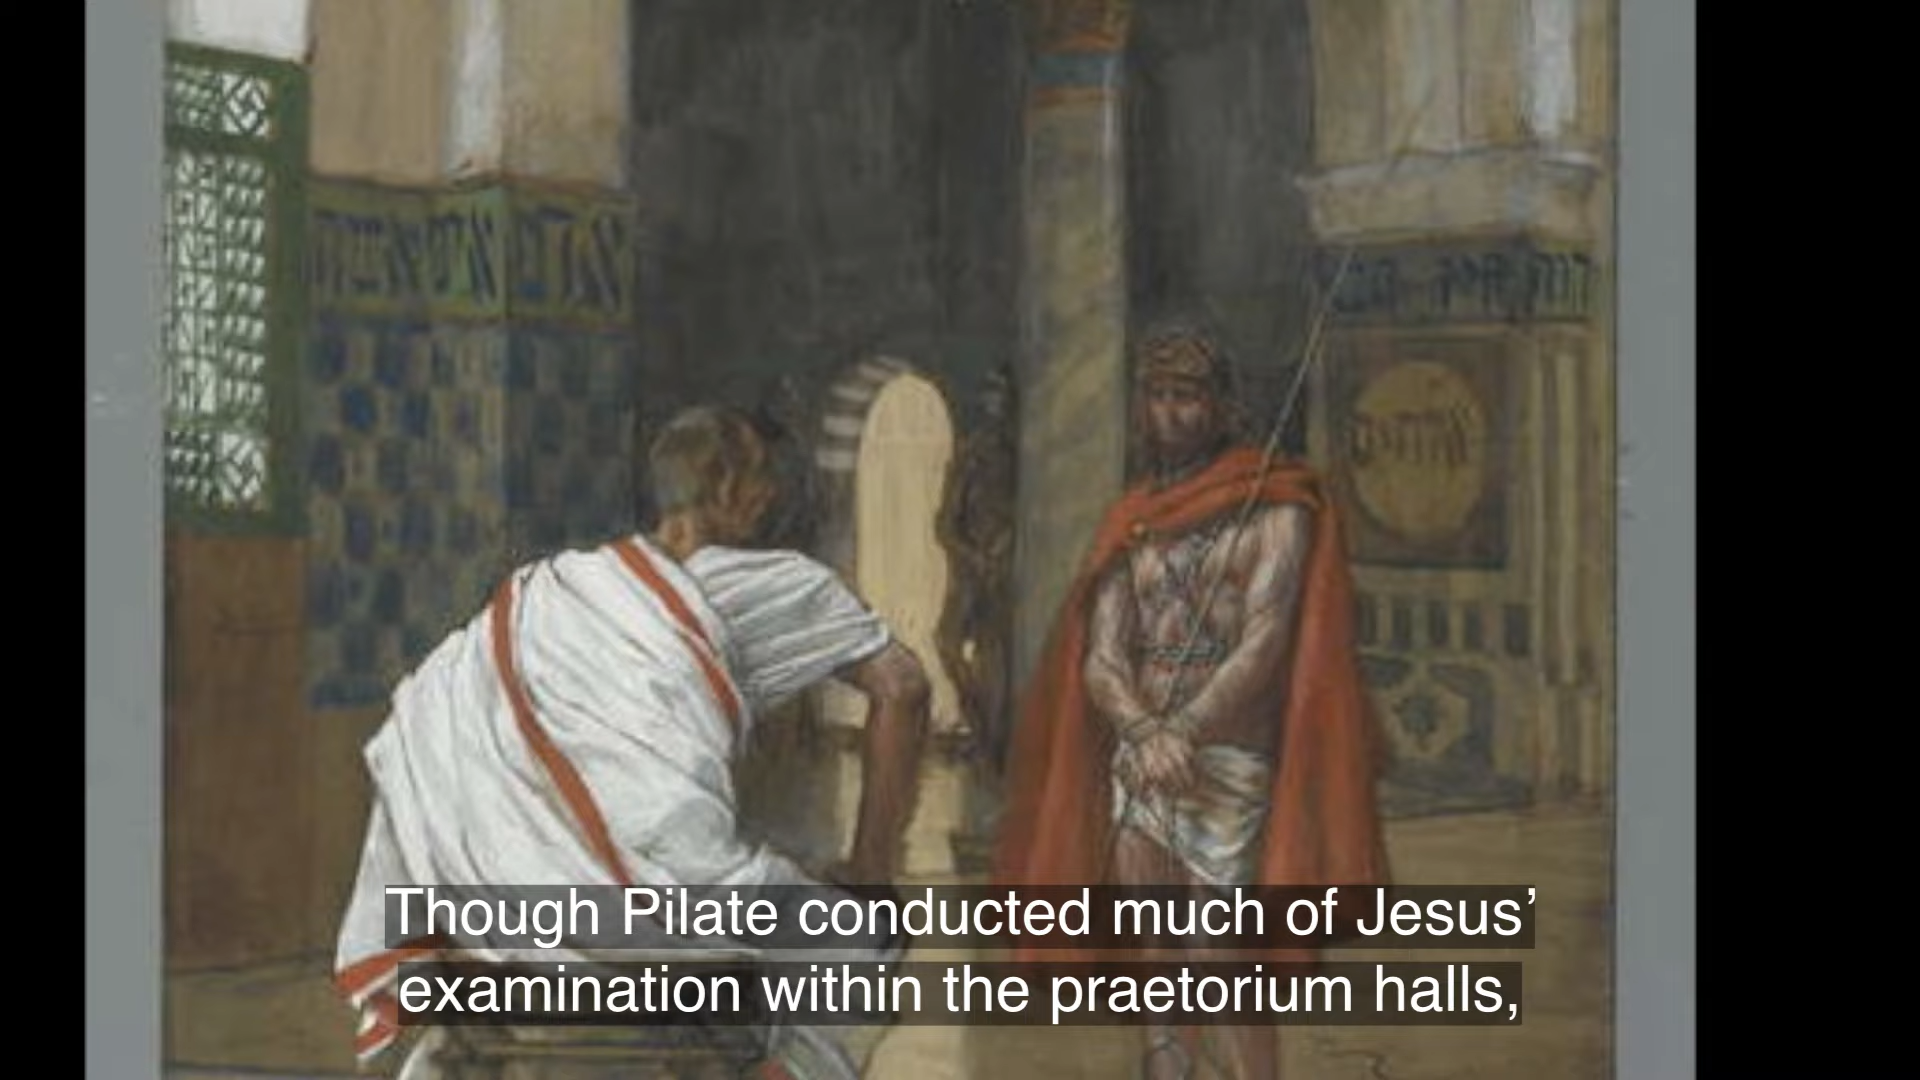 Though Pilate conducted much of Jesus’
examination within the praetorium halls,